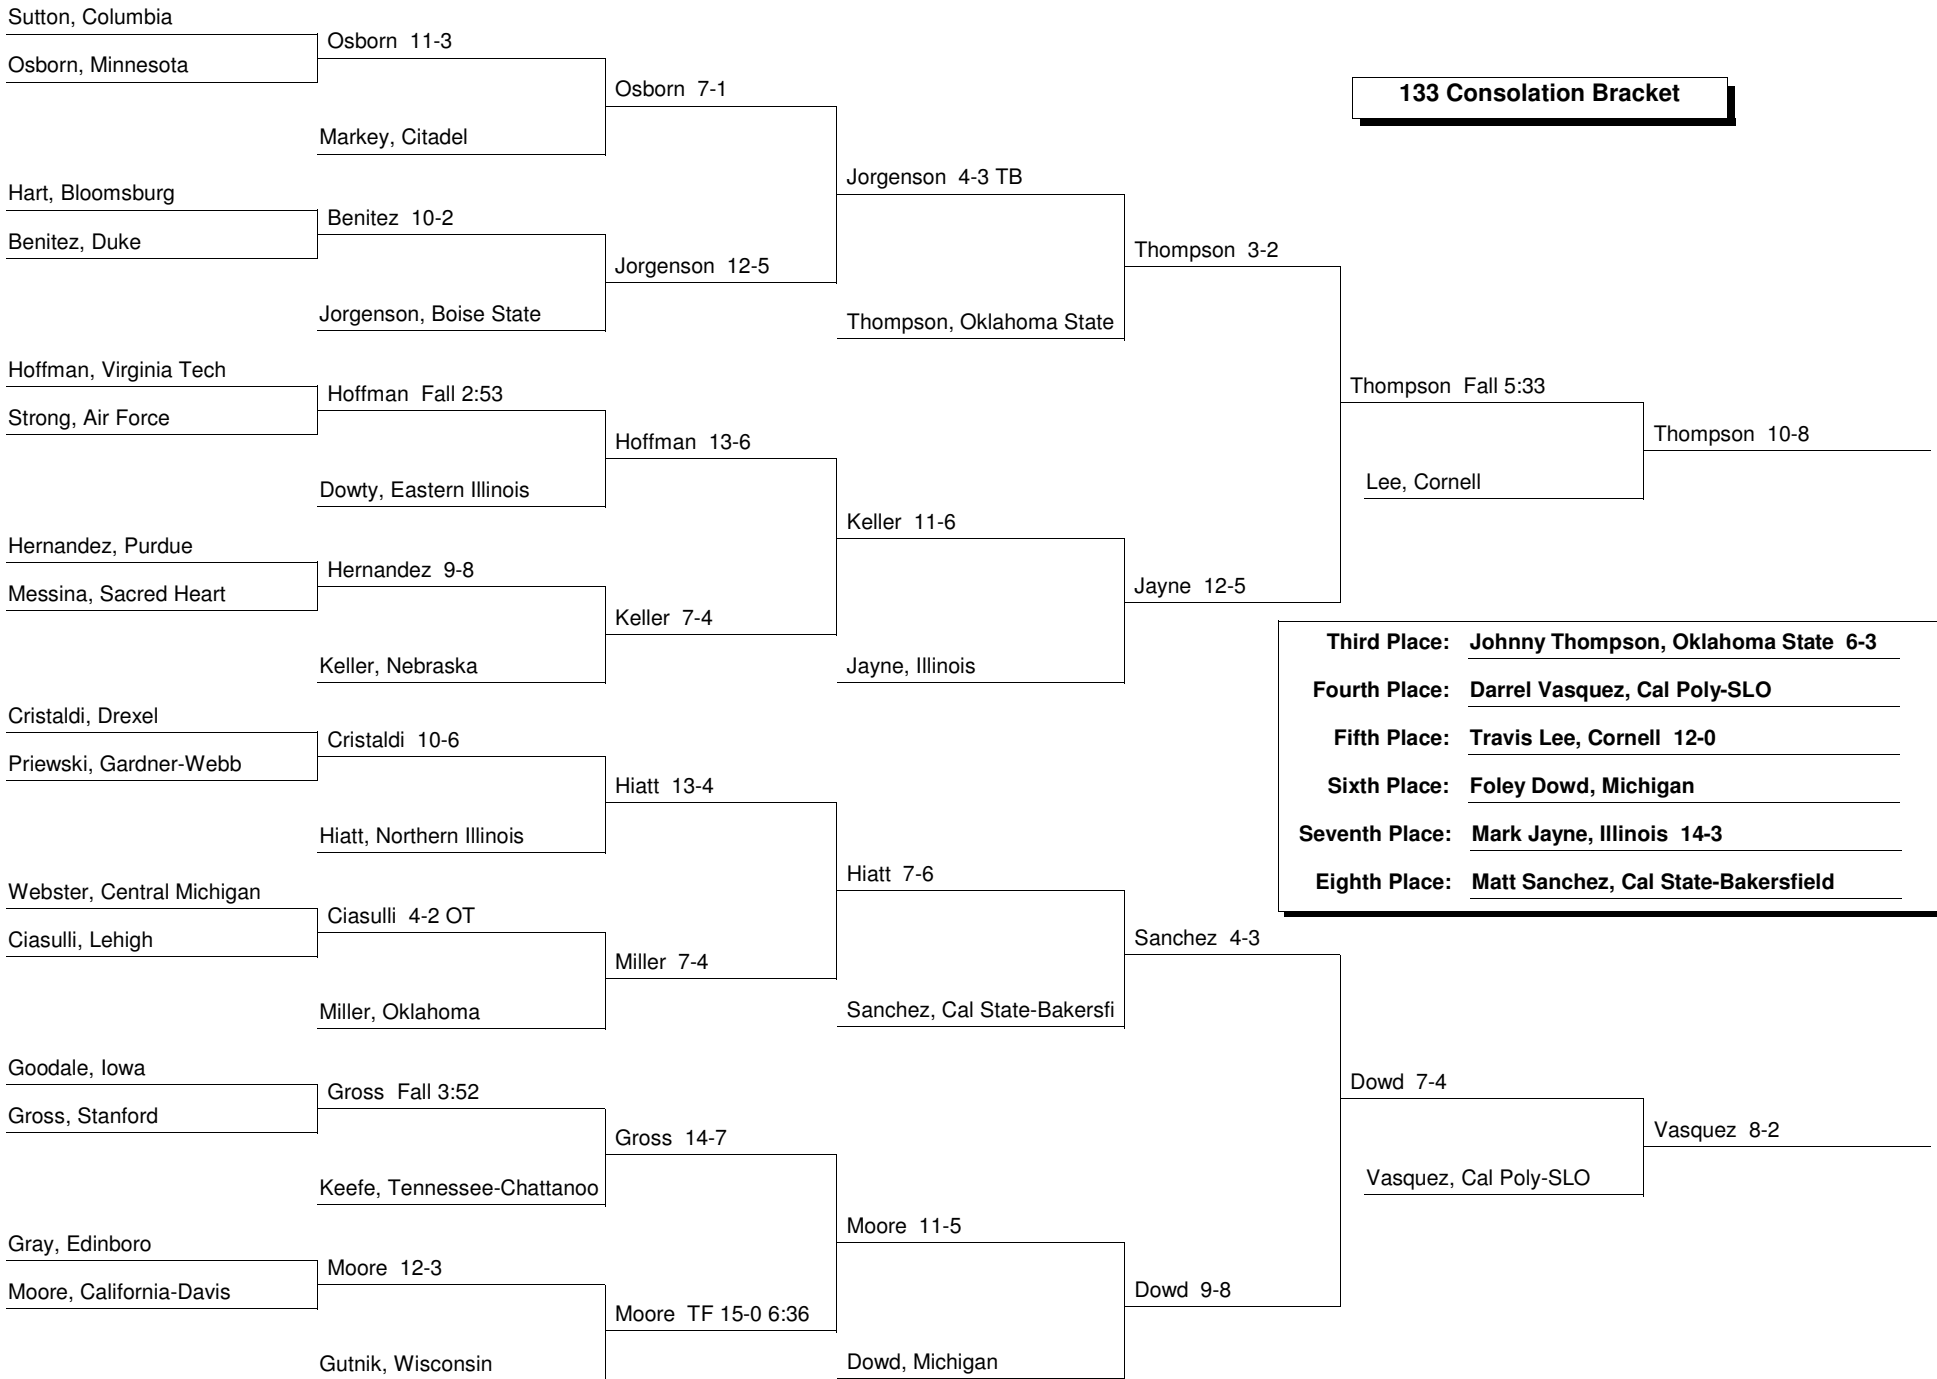 Sutton, Columbia
Osborn 11-3
Osborn, Minnesota
Osborn 7-1
133 Consolation Bracket
Markey, Citadel
Jorgenson 4-3 TB
Hart, Bloomsburg
Benitez 10-2
Benitez, Duke
Thompson 3-2
Jorgenson 12-5
Jorgenson, Boise State
Thompson, Oklahoma State
Hoffman, Virginia Tech
Thompson Fall 5:33
Hoffman Fall 2:53
Strong, Air Force
Thompson 10-8
Hoffman 13-6
Lee, Cornell
Dowty, Eastern Illinois
Keller 11-6
Hernandez, Purdue
Hernandez 9-8
Jayne 12-5
Messina, Sacred Heart
Keller 7-4
Third Place: Johnny Thompson, Oklahoma State 6-3
Keller, Nebraska
Jayne, Illinois
Fourth Place: Darrel Vasquez, Cal Poly-SLO
Cristaldi, Drexel
Cristaldi 10-6
Fifth Place: Travis Lee, Cornell 12-0
Priewski, Gardner-Webb
Hiatt 13-4
Sixth Place: Foley Dowd, Michigan
Hiatt, Northern Illinois
Seventh Place: Mark Jayne, Illinois 14-3
Hiatt 7-6
Eighth Place: Matt Sanchez, Cal State-Bakersfield
Webster, Central Michigan
Ciasulli 4-2 OT
Ciasulli, Lehigh
Sanchez 4-3
Miller 7-4
Miller, Oklahoma
Sanchez, Cal State-Bakersfi
Goodale, Iowa
Dowd 7-4
Gross Fall 3:52
Gross, Stanford
Gross 14-7
Vasquez 8-2
Vasquez, Cal Poly-SLO
Keefe, Tennessee-Chattanoo
Moore 11-5
Gray, Edinboro
Moore 12-3
Moore, California-Davis
Dowd 9-8
Moore TF 15-0 6:36
Gutnik, Wisconsin
Dowd, Michigan